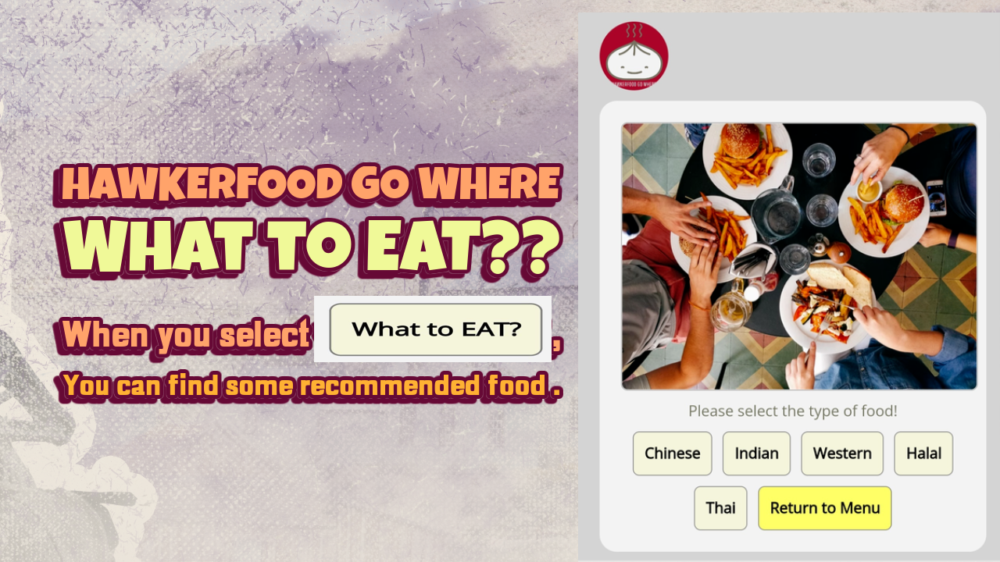 HAWKERFOOD GO WHERE
WHAT TO EAT??
When you select What to EAT? ,
You can find some recommended food .
HAWKERFOOD GO WHERE
Please select the type of food!
Chinese Indian Western Halal
Thai Return to Menu